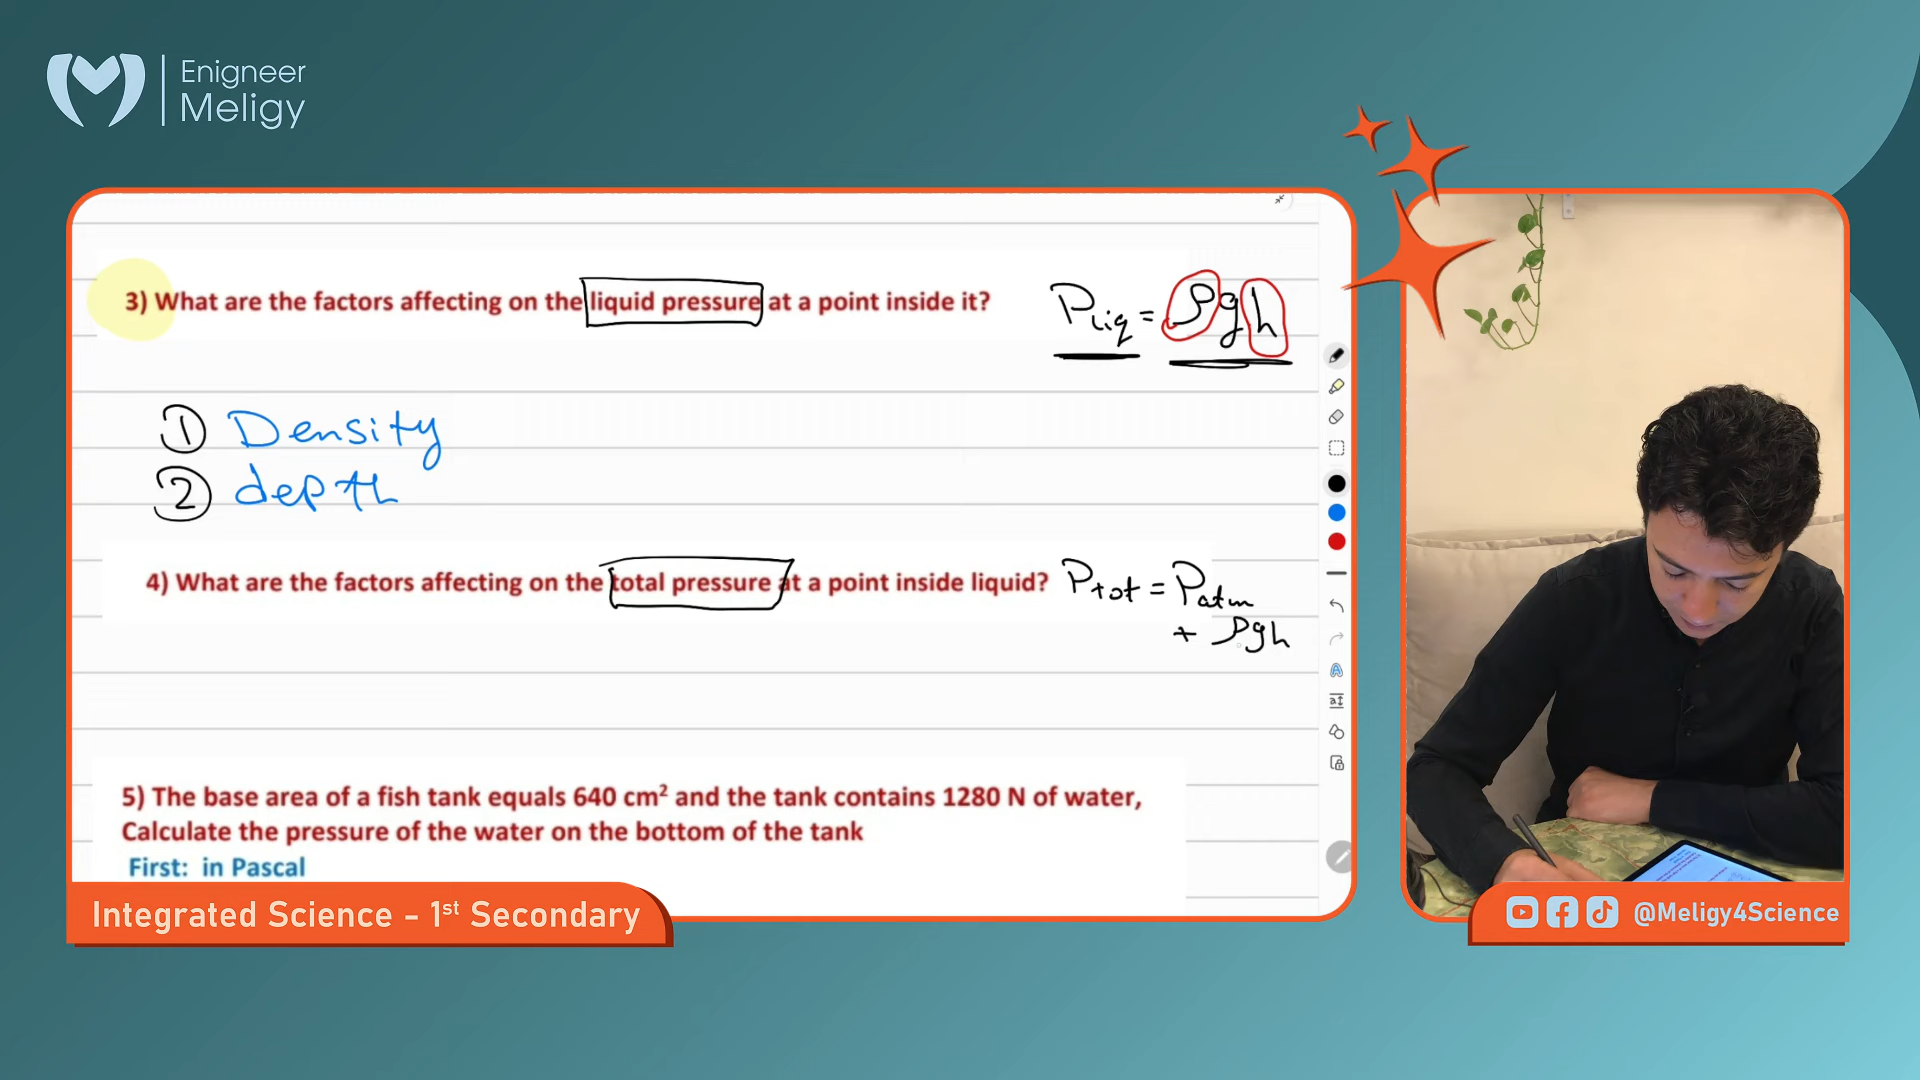 Enigneer
Meligy
3) What are the factors affecting on the liquid pressure at a point inside it?
P liq = ρgh
① Density
② depth
4) What are the factors affecting on the total pressure at a point inside liquid?
P tot = P atm
+ ρgh
5) The base area of a fish tank equals 640 cm² and the tank contains 1280 N of water,
Calculate the pressure of the water on the bottom of the tank
First: in Pascal
Integrated Science - 1st Secondary
@Meligy4Science